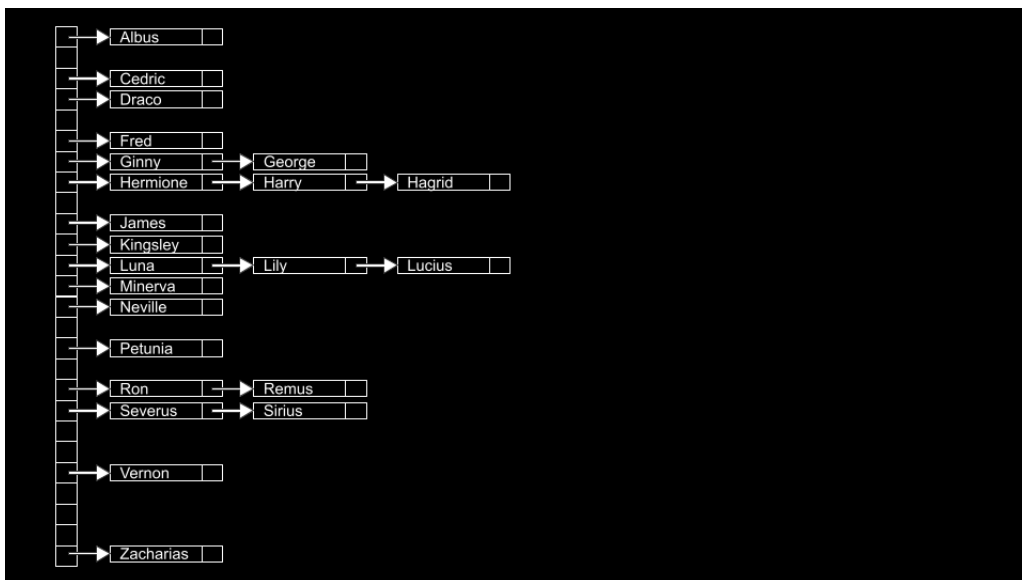 Albus
Cedric
Draco
Fred
Ginny George
Hermione Harry Hagrid
James
Kingsley
Luna Lily Lucius
Minerva
Neville
Petunia
Ron Remus
Severus Sirius
Vernon
Zacharias